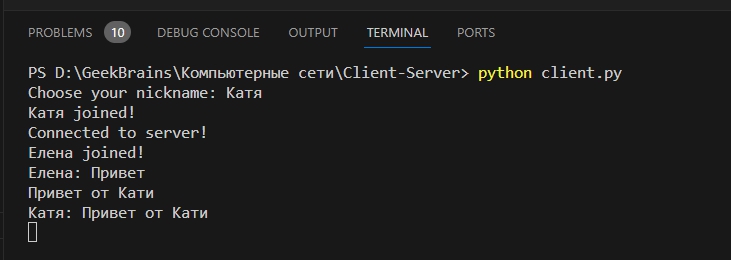 PROBLEMS 10 DEBUG CONSOLE OUTPUT TERMINAL PORTS
PS D:\GeekBrains\Компьютерные сети\Client-Server> python client.py
Choose your nickname: Катя
Катя joined!
Connected to server!
Елена joined!
Елена: Привет
Привет от Кати
Катя: Привет от Кати